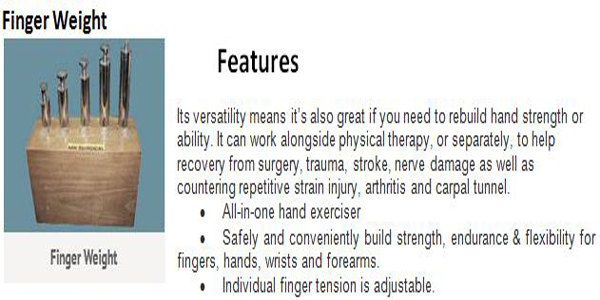 Finger Weight
Features
Its versatility means it's also great if you need to rebuild hand strength or
ability. It can work alongside physical therapy, or separately, to help
recovery from surgery, trauma, stroke, nerve damage as well as
countering repetitive strain injury, arthritis and carpal tunnel.
• All-in-one hand exerciser
• Safely and conveniently build strength, endurance & flexibility for
fingers, hands, wrists and forearms.
• Individual finger tension is adjustable.
Finger Weight